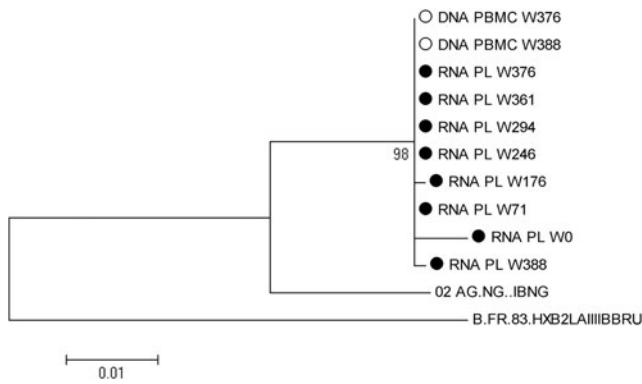 DNA PBMC W376
DNA PBMC W388
RNA PL W376
RNA PL W361
RNA PL W294
98
RNA PL W246
RNA PL W176
RNA PL W71
RNA PL W0
RNA PL W388
02 AG.NG..IBNG
B.FR.83.HXB2LAIIIIBBRU
0.01